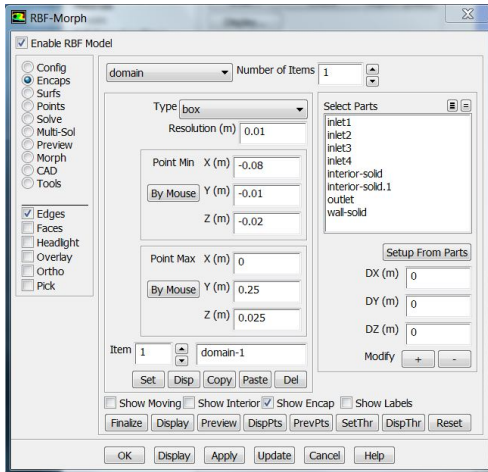 RBF-Morph
Enable RBF Model
Config
Encaps
Surfs
Points
Solve
Multi-Sol
Preview
Morph
CAD
Tools
Edges
Faces
Headlight
Overlay
Ortho
Pick
domain Number of Items 1
Type box
Resolution (m) 0.01
Point Min X (m) -0.08
By Mouse Y (m) -0.01
Z (m) -0.02
Point Max X (m) 0
By Mouse Y (m) 0.25
Z (m) 0.025
Item 1 domain-1
Set Disp Copy Paste Del
Select Parts
inlet1
inlet2
inlet3
inlet4
interior-solid
interior-solid.1
outlet
wall-solid
Setup From Parts
DX (m) 0
DY (m) 0
DZ (m) 0
Modify + -
Show Moving Show Interior Show Encap Show Labels
Finalize Display Preview DispPts PrevPts SetThr DispThr Reset
OK Display Apply Update Cancel Help